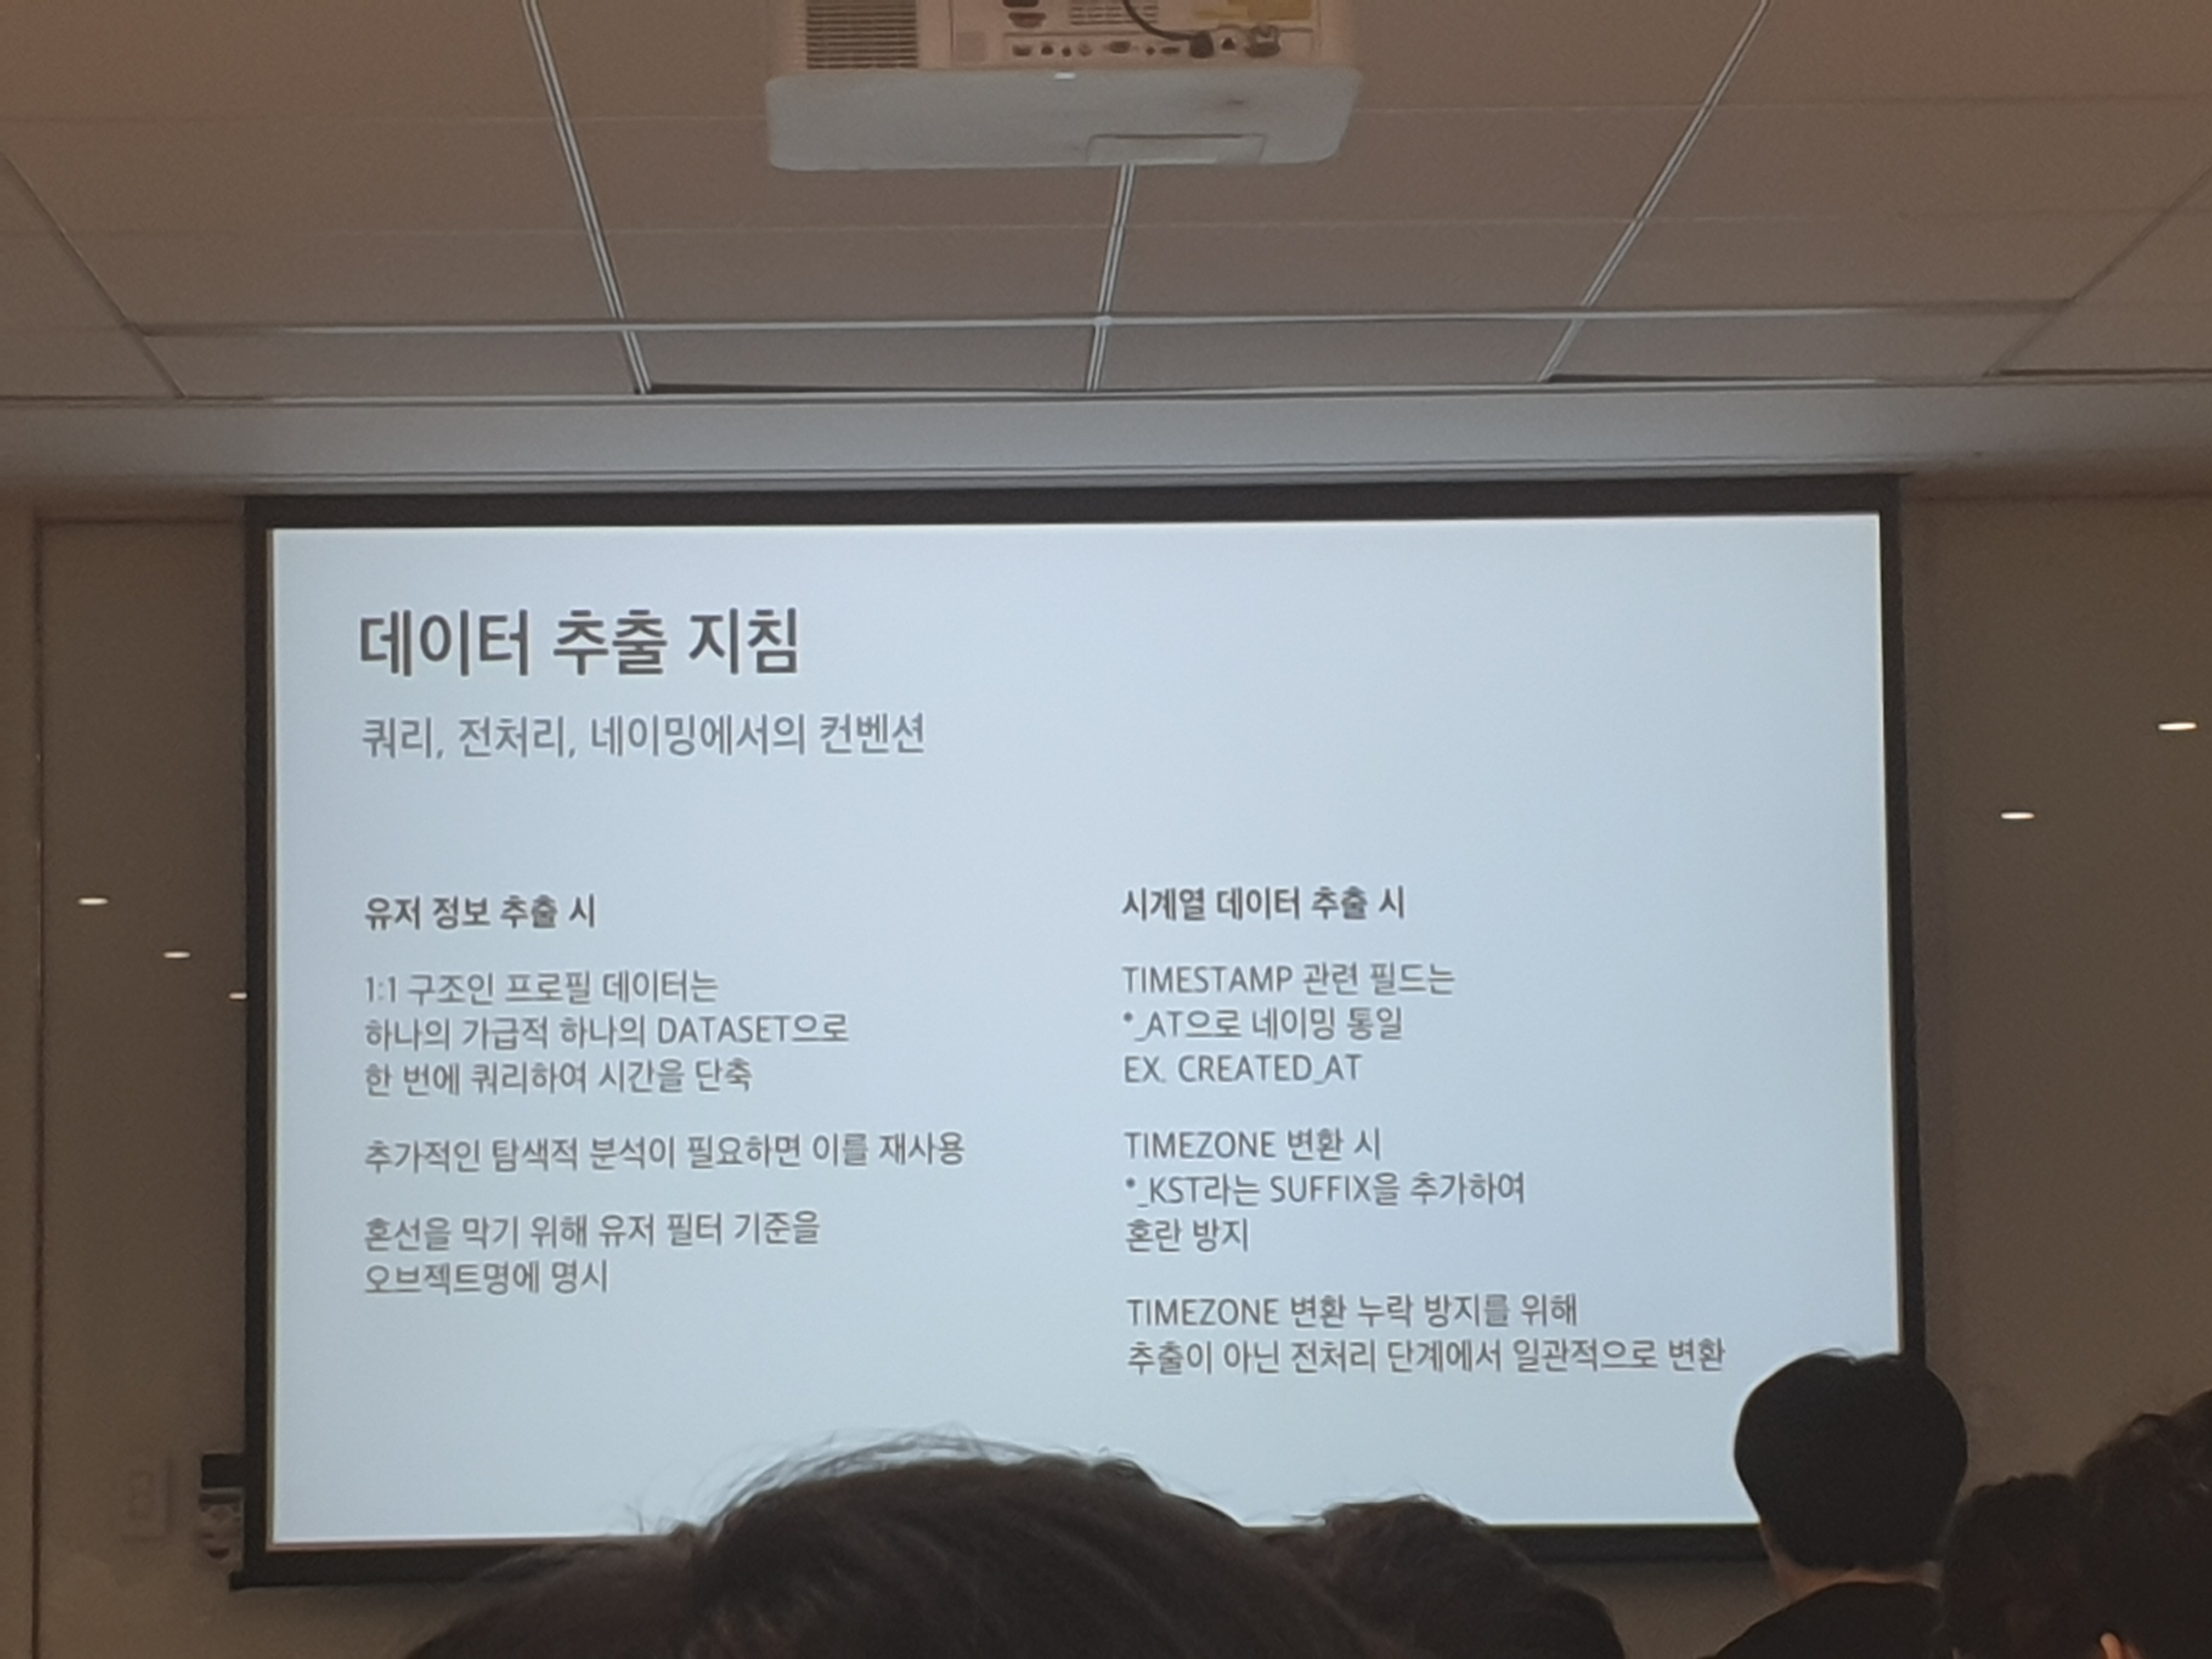 데이터 추출 지침
쿼리, 전처리, 네이밍에서의 컨벤션
유저 정보 추출 시
1:1 구조인 프로필 데이터는
하나의 가급적 하나의 DATASET으로
한 번에 쿼리하여 시간을 단축
추가적인 탐색적 분석이 필요하면 이를 재사용
혼선을 막기 위해 유저 필터 기준을
오브젝트명에 명시
시계열 데이터 추출 시
TIMESTAMP 관련 필드는
*_AT으로 네이밍 통일
EX. CREATED_AT
TIMEZONE 변환 시
*_KST라는 SUFFIX을 추가하여
혼란 방지
TIMEZONE 변환 누락 방지를 위해
추출이 아닌 전처리 단계에서 일관적으로 변환